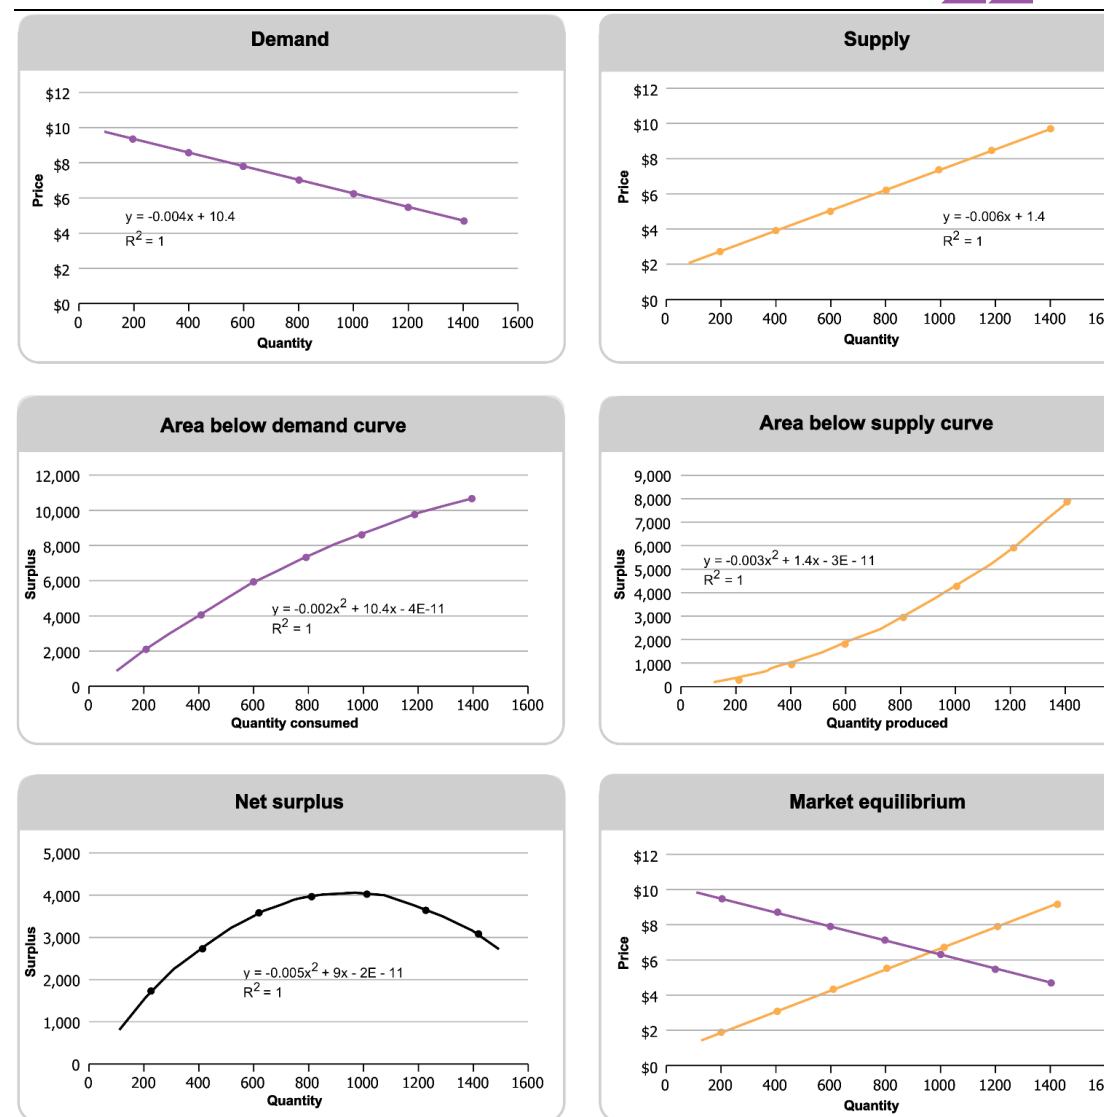 Demand
$12
$10
$8
$6
$4
$2
$0
Price
y = -0.004x + 10.4
R2 = 1
0 200 400 600 800 1000 1200 1400 1600
Quantity
Supply
$12
$10
$8
$6
$4
$2
$0
Price
y = -0.006x + 1.4
R2 = 1
0 200 400 600 800 1000 1200 1400 16
Quantity
Area below demand curve
12,000
10,000
8,000
6,000
4,000
2,000
0
Surplus
y = -0.002x2 + 10.4x - 4E-11
R2 = 1
0 200 400 600 800 1000 1200 1400 1600
Quantity consumed
Area below supply curve
9,000
8,000
7,000
6,000
5,000
4,000
3,000
2,000
1,000
0
Surplus
y = -0.003x2 + 1.4x - 3E - 11
R2 = 1
0 200 400 600 800 1000 1200 1400
Quantity produced
Net surplus
5,000
4,000
3,000
2,000
1,000
0
Surplus
y = -0.005x2 + 9x - 2E - 11
R2 = 1
0 200 400 600 800 1000 1200 1400 1600
Quantity
Market equilibrium
$12
$10
$8
$6
$4
$2
$0
Price
0 200 400 600 800 1000 1200 1400 16
Quantity